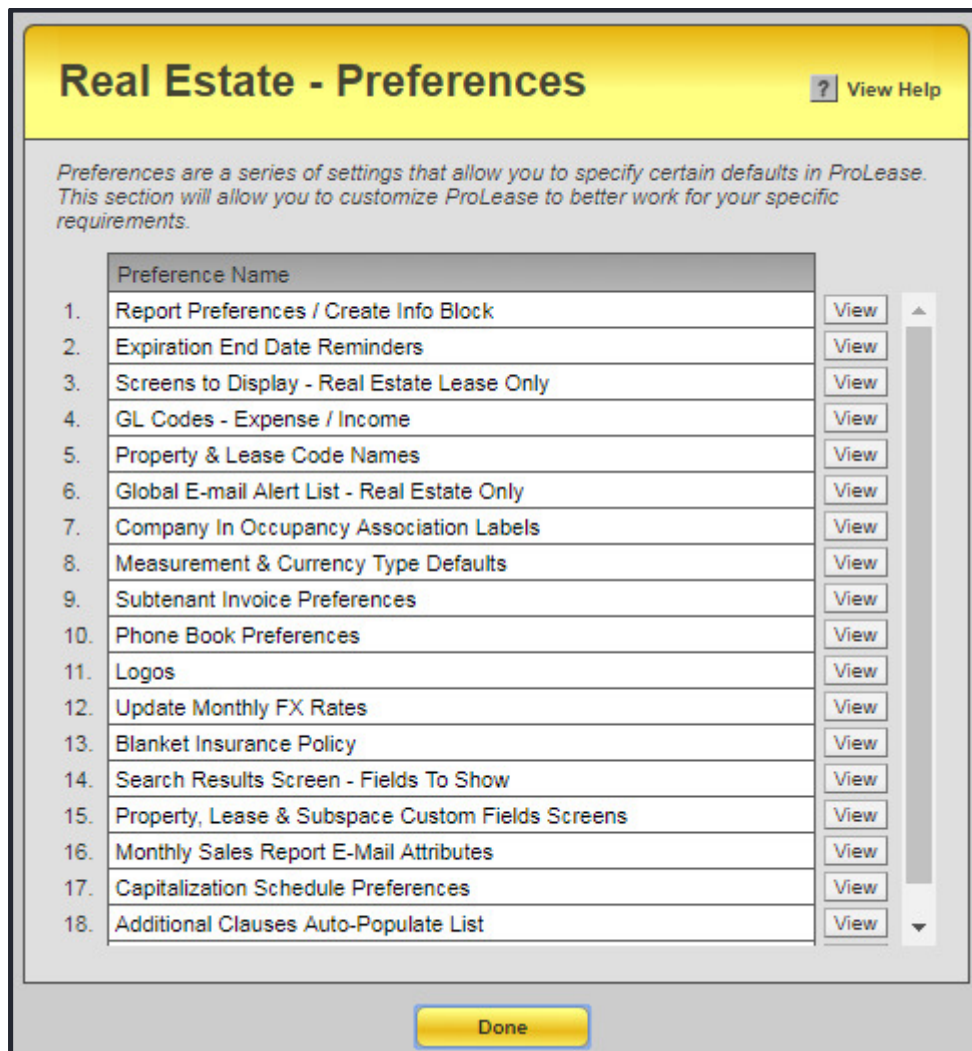 Real Estate - Preferences
? View Help
Preferences are a series of settings that allow you to specify certain defaults in ProLease.
This section will allow you to customize ProLease to better work for your specific
requirements.
Preference Name
1. Report Preferences / Create Info Block View
2. Expiration End Date Reminders View
3. Screens to Display - Real Estate Lease Only View
4. GL Codes - Expense / Income View
5. Property & Lease Code Names View
6. Global E-mail Alert List - Real Estate Only View
7. Company In Occupancy Association Labels View
8. Measurement & Currency Type Defaults View
9. Subtenant Invoice Preferences View
10. Phone Book Preferences View
11. Logos View
12. Update Monthly FX Rates View
13. Blanket Insurance Policy View
14. Search Results Screen - Fields To Show View
15. Property, Lease & Subspace Custom Fields Screens View
16. Monthly Sales Report E-Mail Attributes View
17. Capitalization Schedule Preferences View
18. Additional Clauses Auto-Populate List View
Done